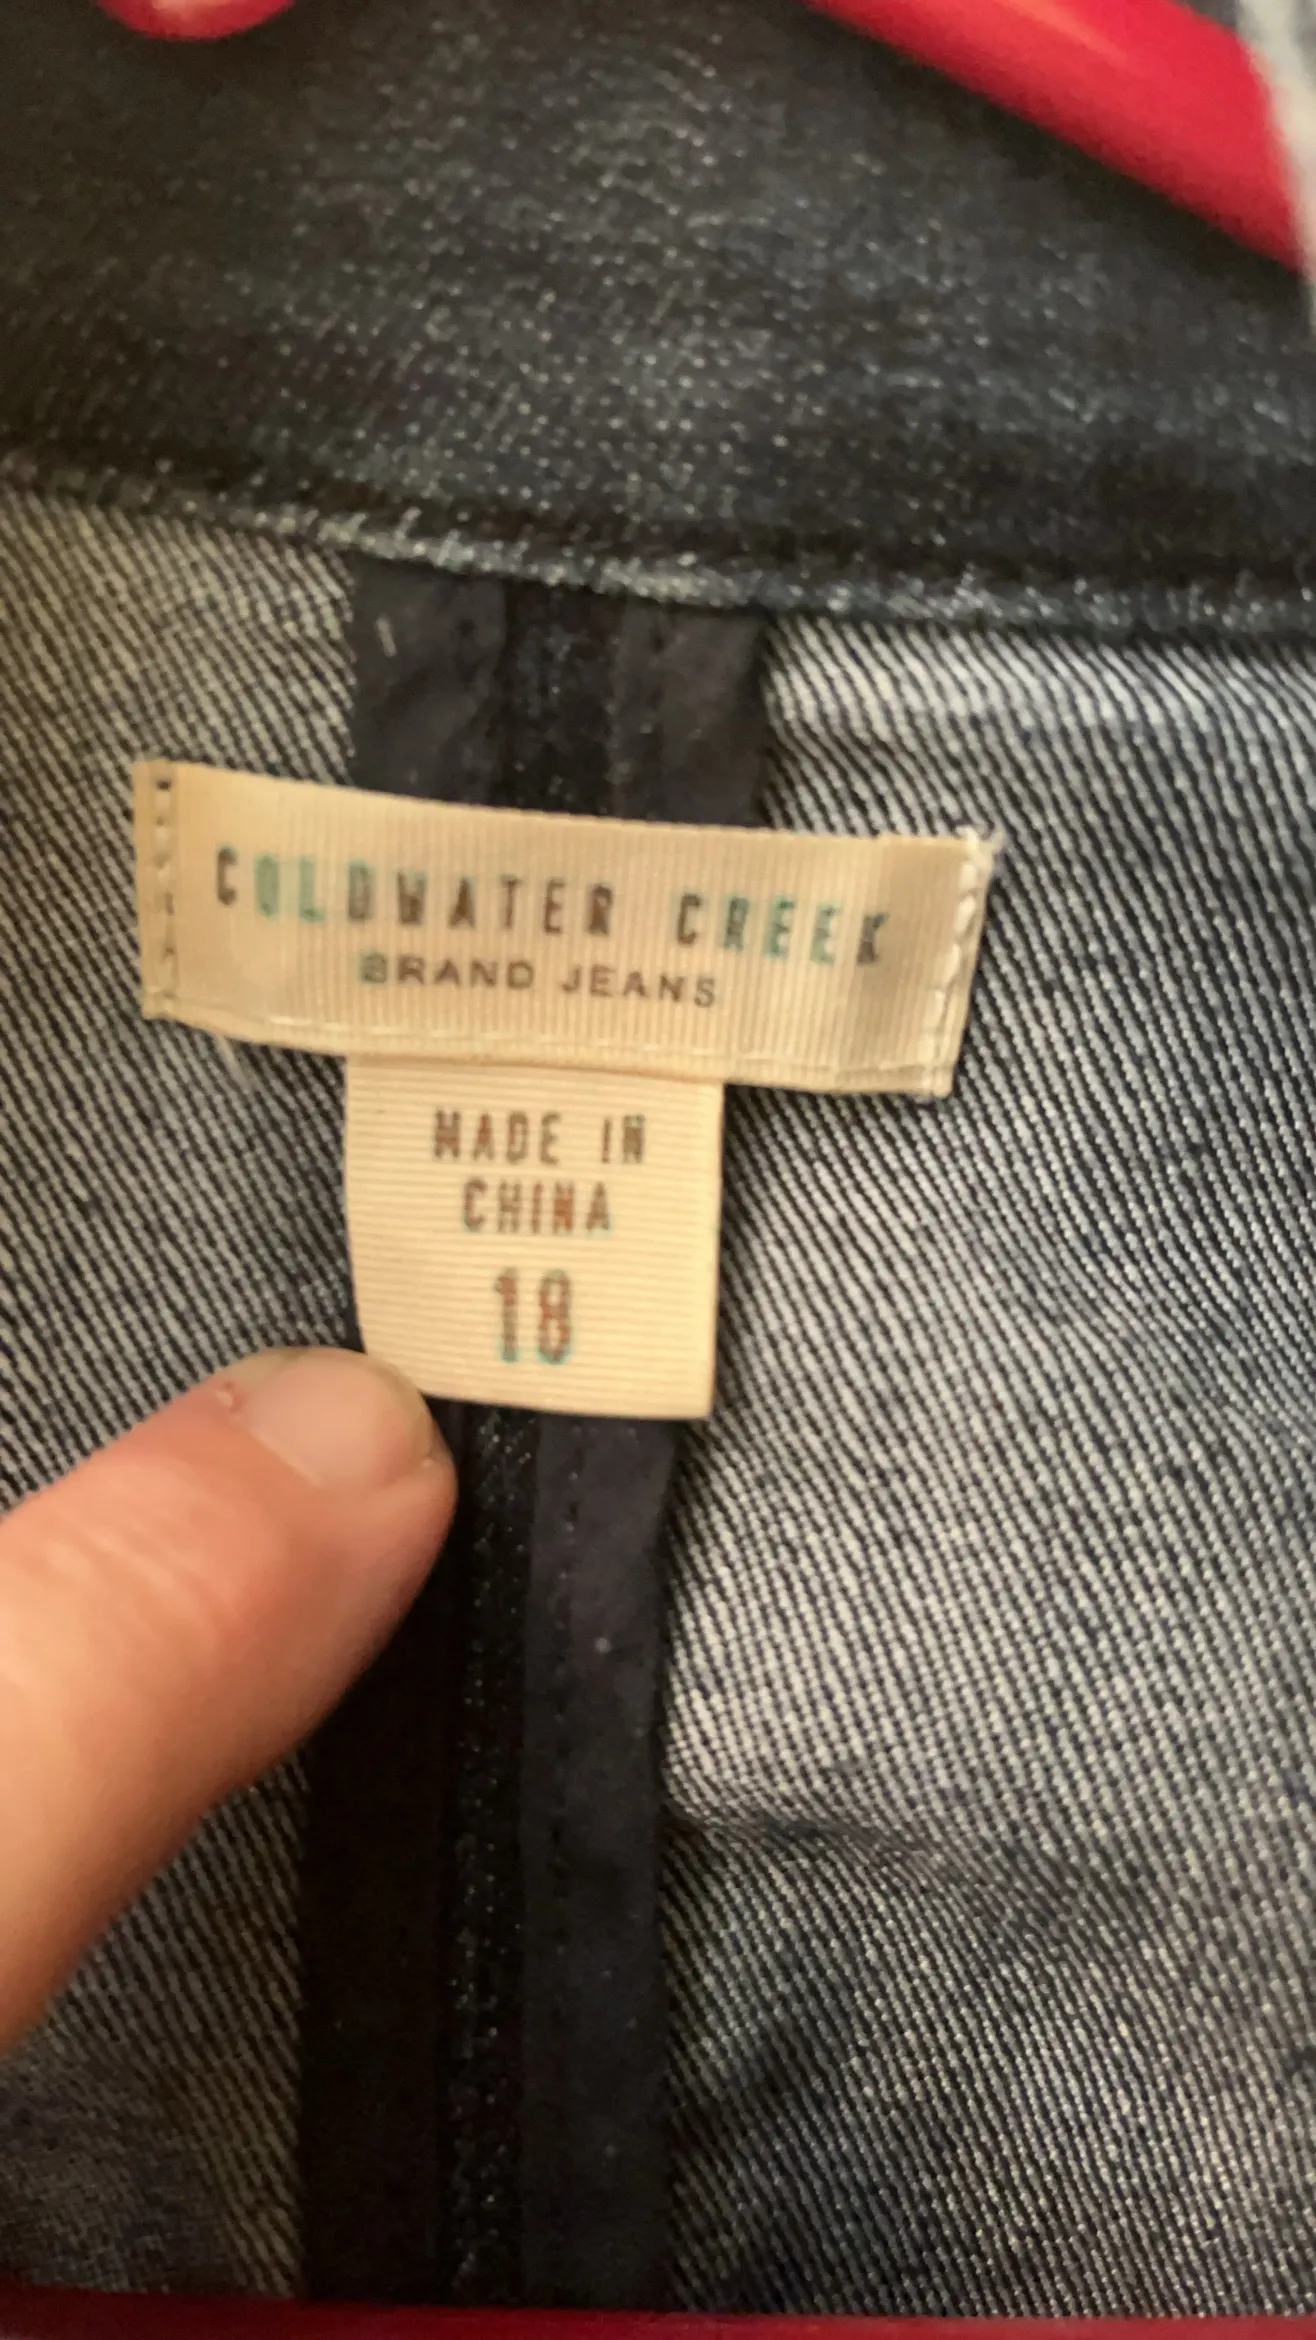 COLDWATER CREEK
BRAND JEANS
MADE IN
CHINA
18